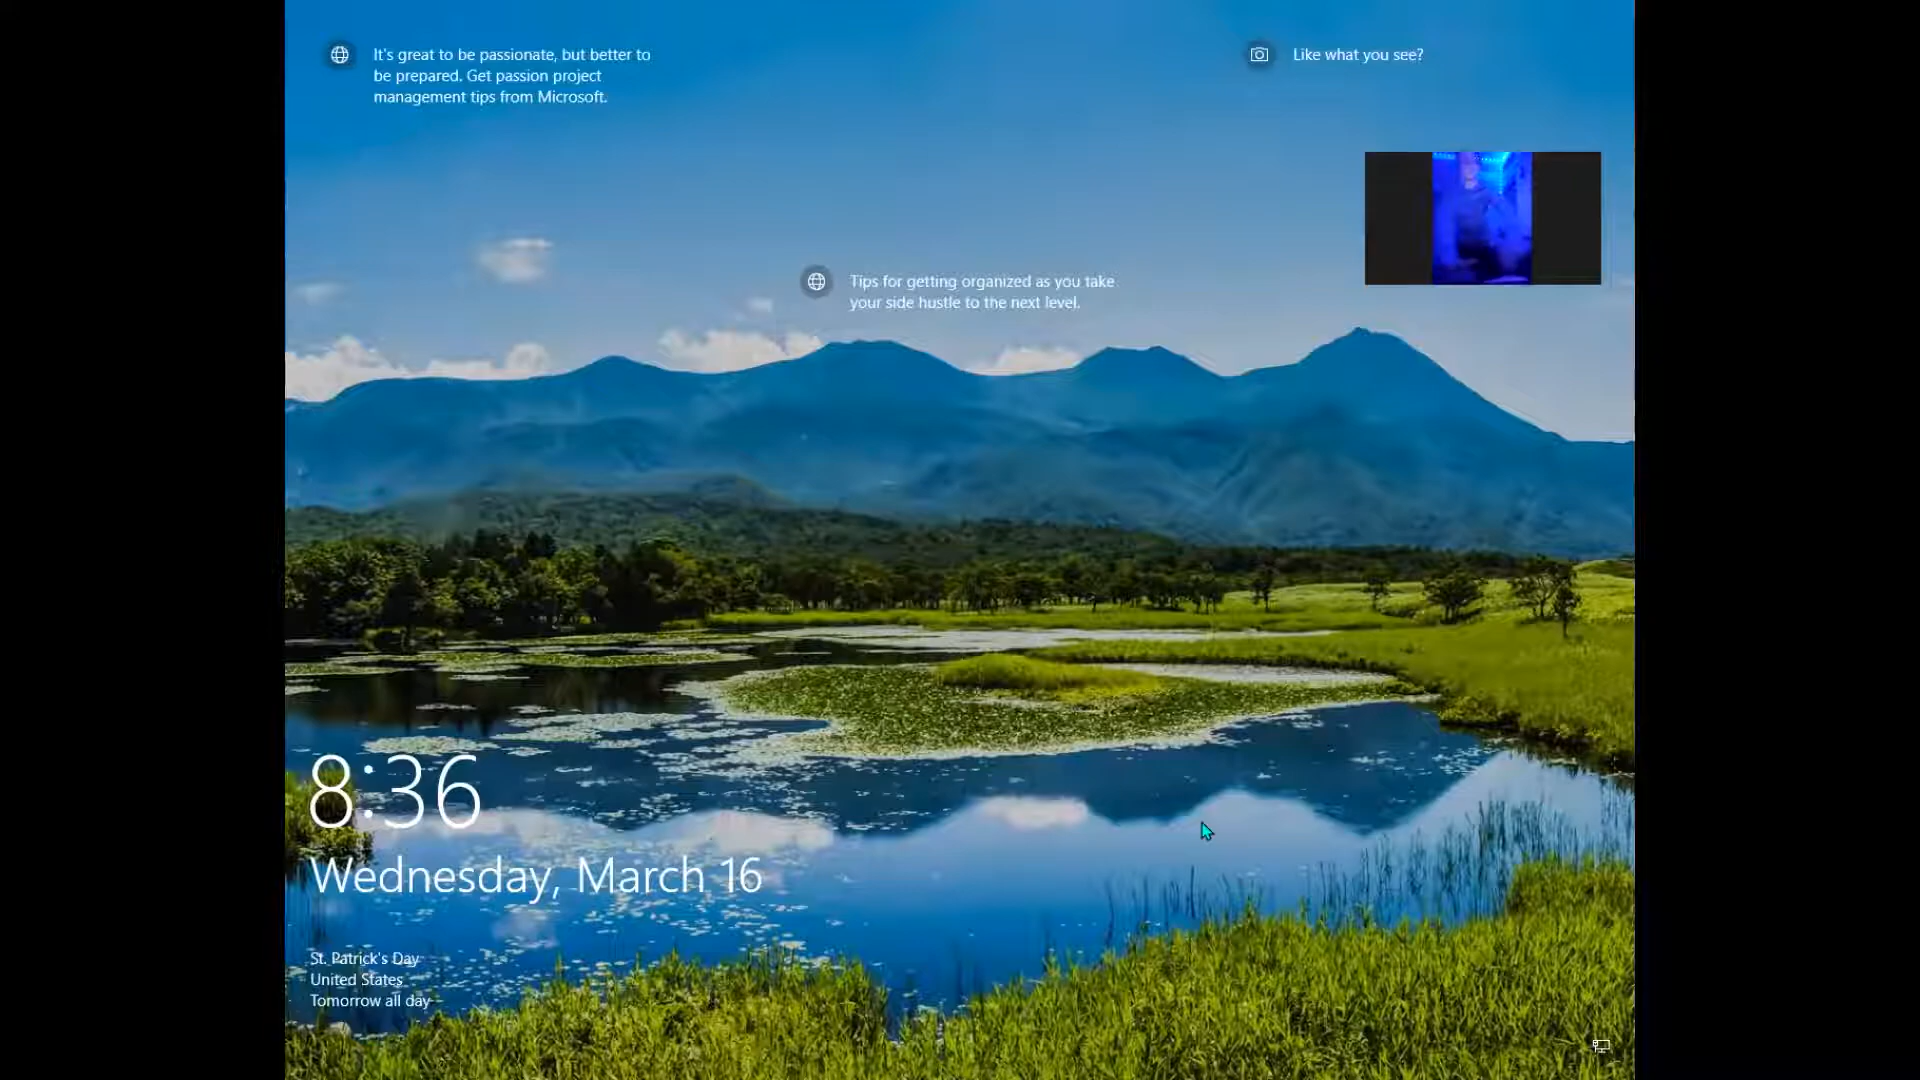 It's great to be passionate, but better to
be prepared. Get passion project
management tips from Microsoft.
Like what you see?
Tips for getting organized as you take
your side hustle to the next level.
8:36
Wednesday, March 16
St. Patrick's Day
United States
Tomorrow all day